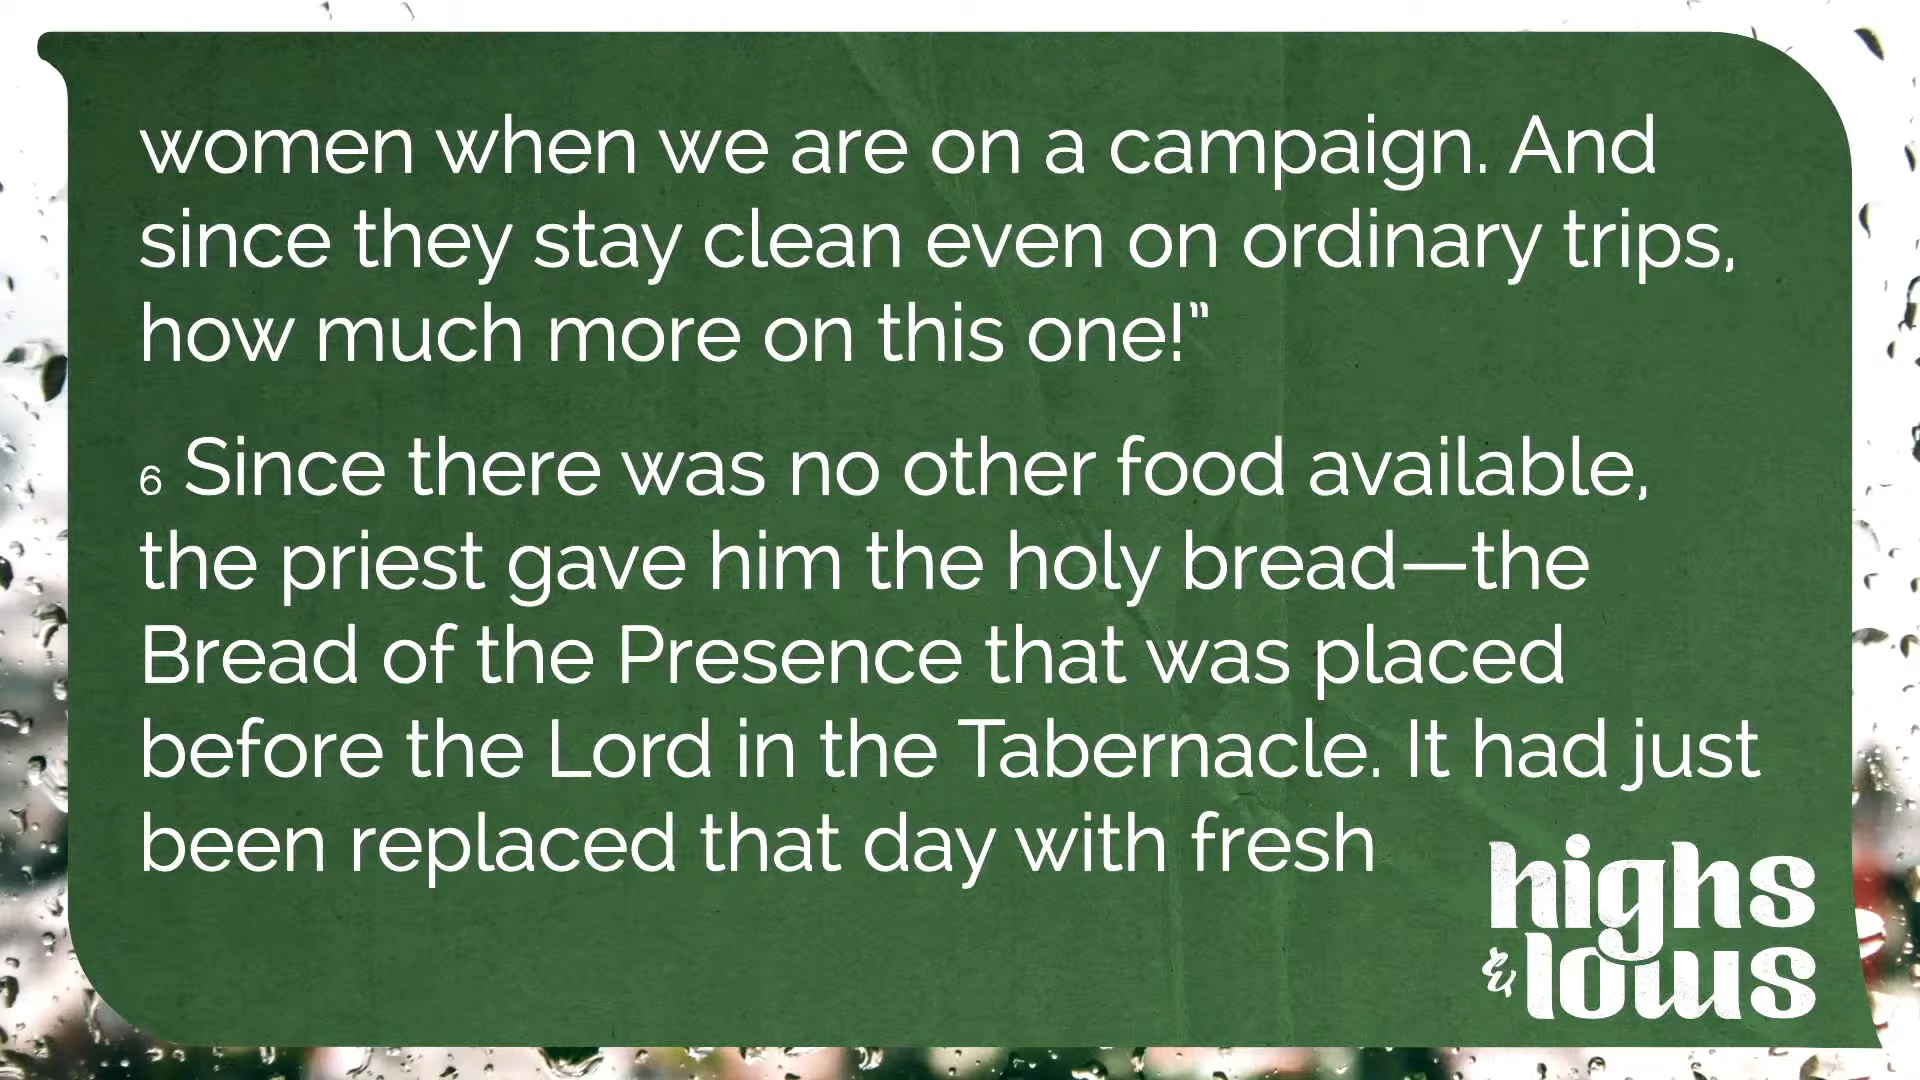 women when we are on a campaign. And
since they stay clean even on ordinary trips,
how much more on this one!”
6 Since there was no other food available,
the priest gave him the holy bread—the
Bread of the Presence that was placed
before the Lord in the Tabernacle. It had just
been replaced that day with fresh
highs
& lows